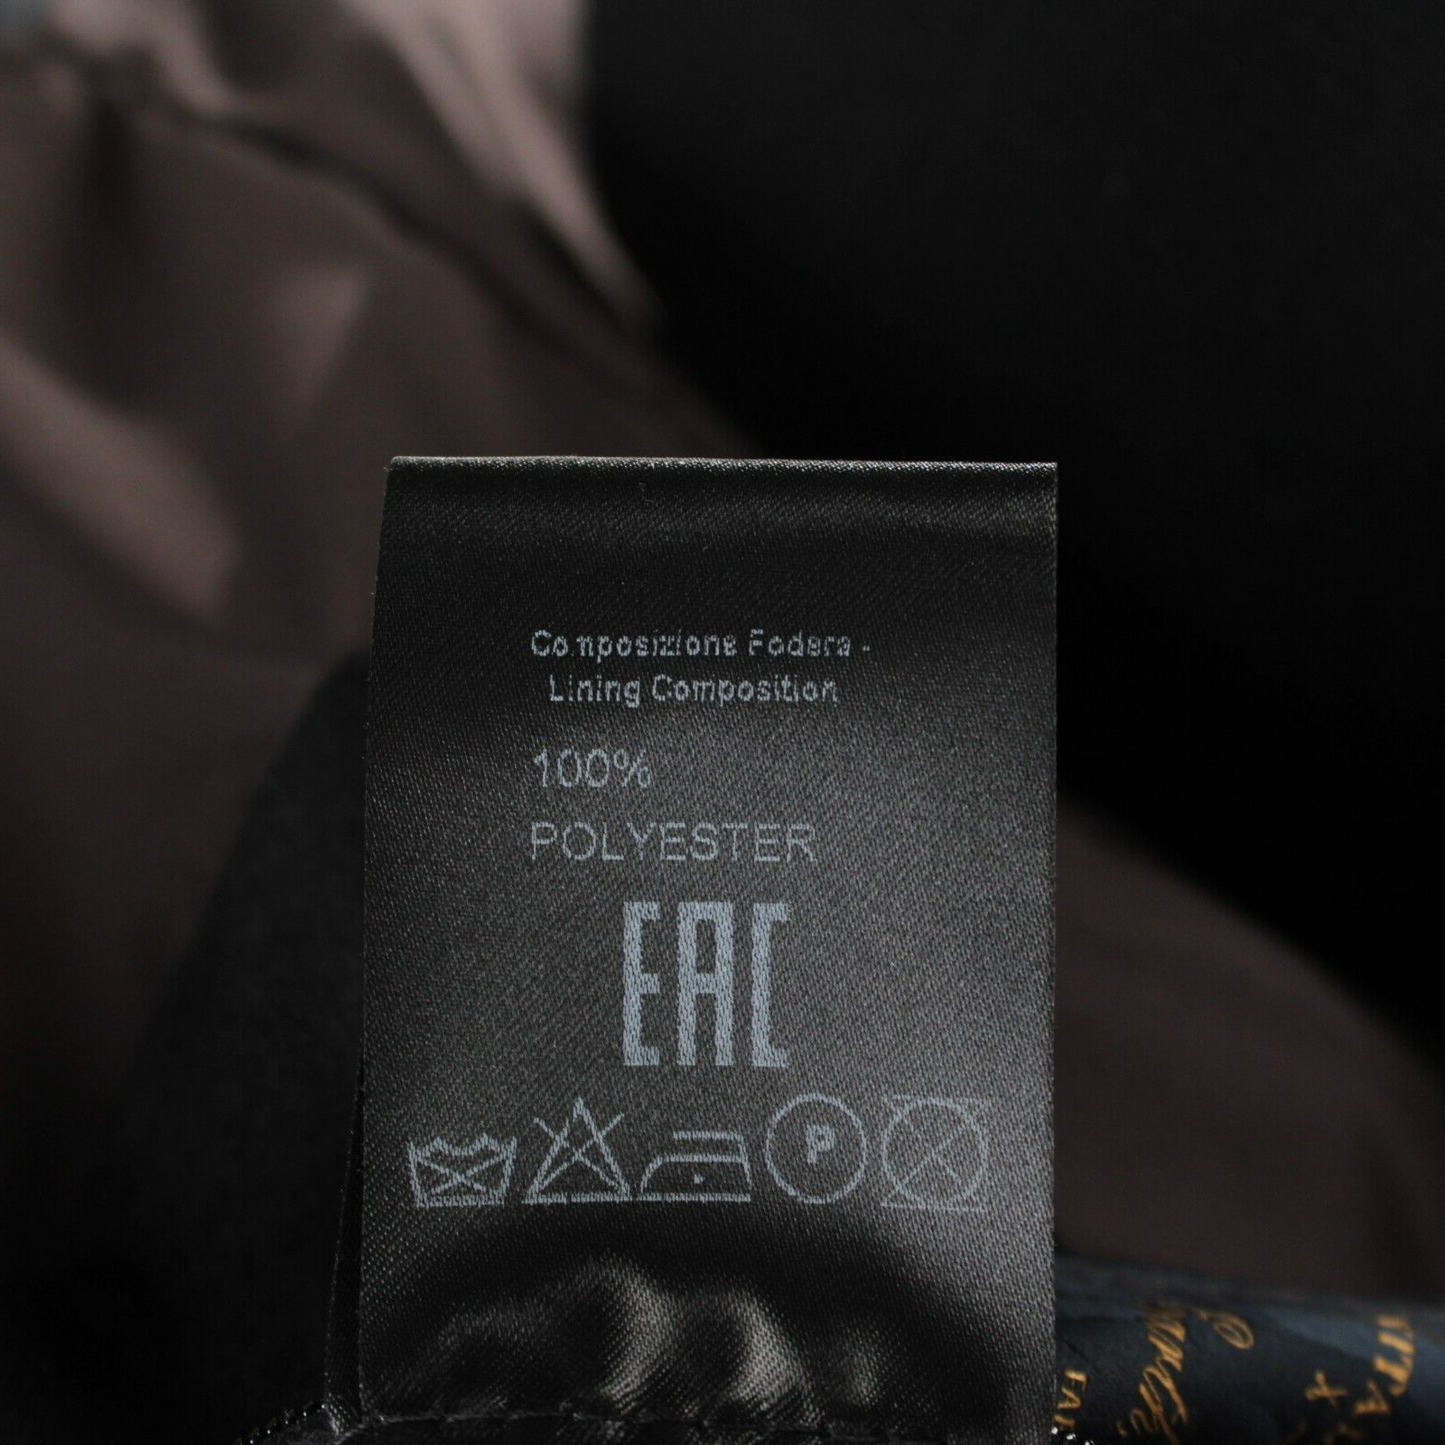 Composizione Fodera -
Lining Composition
100%
POLYESTER
EAC
P